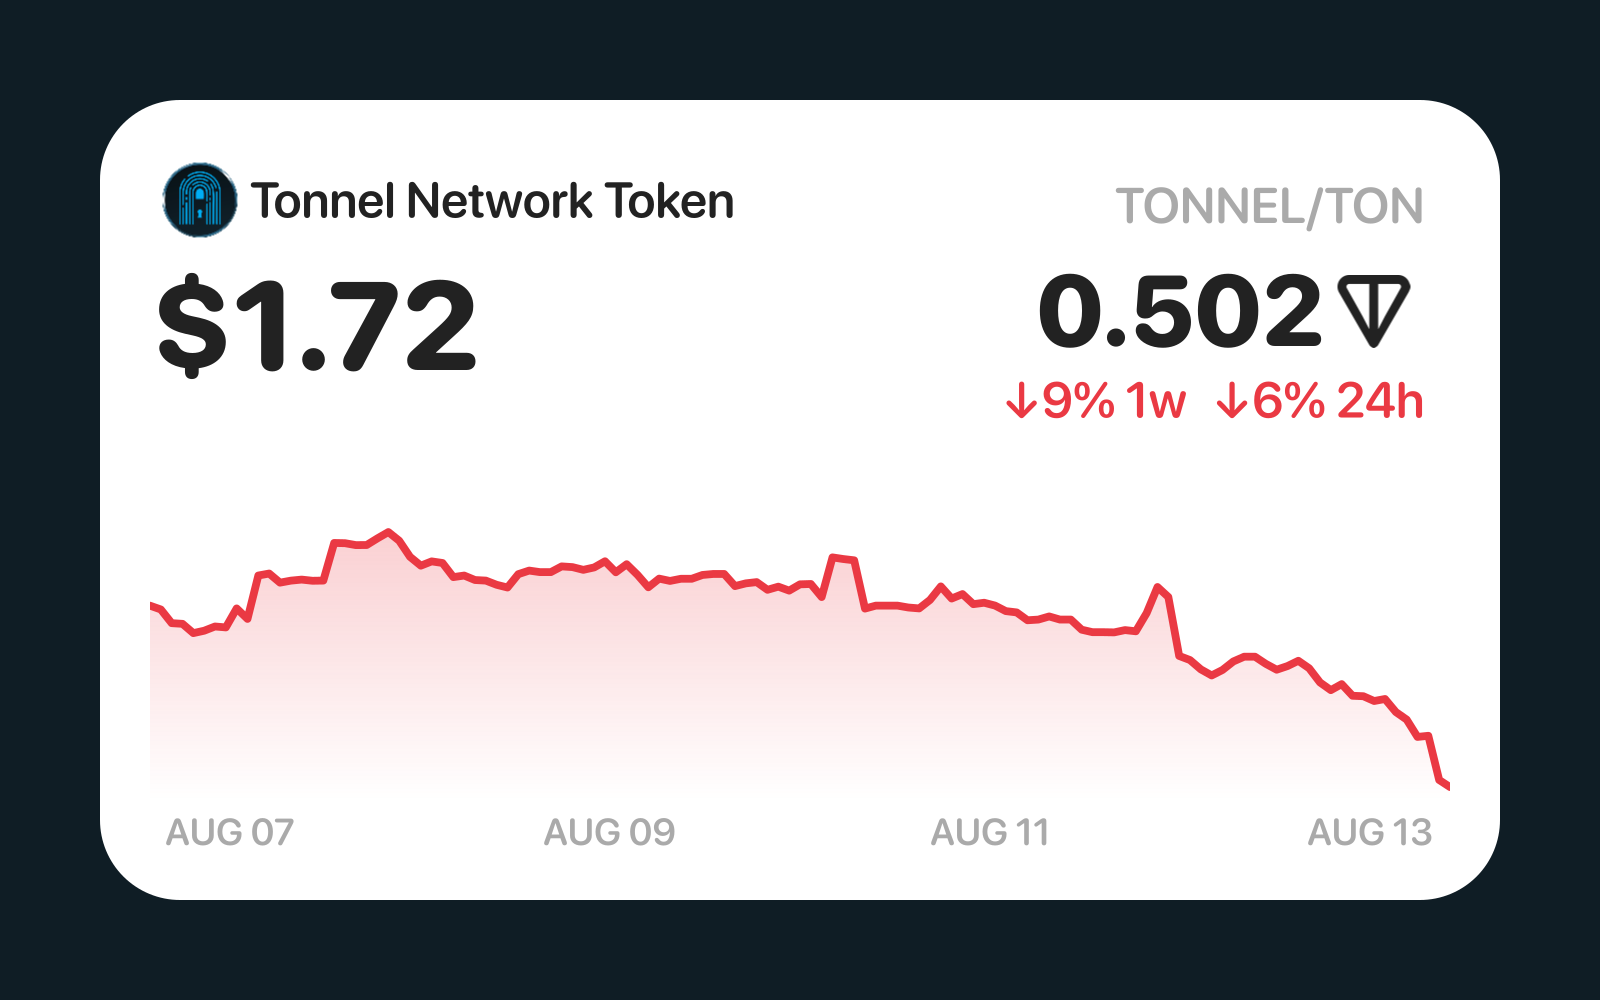 Tonnel Network Token
TONNEL/TON
$1.72
0.502
↓9% 1w ↓6% 24h
AUG 07 AUG 09 AUG 11 AUG 13